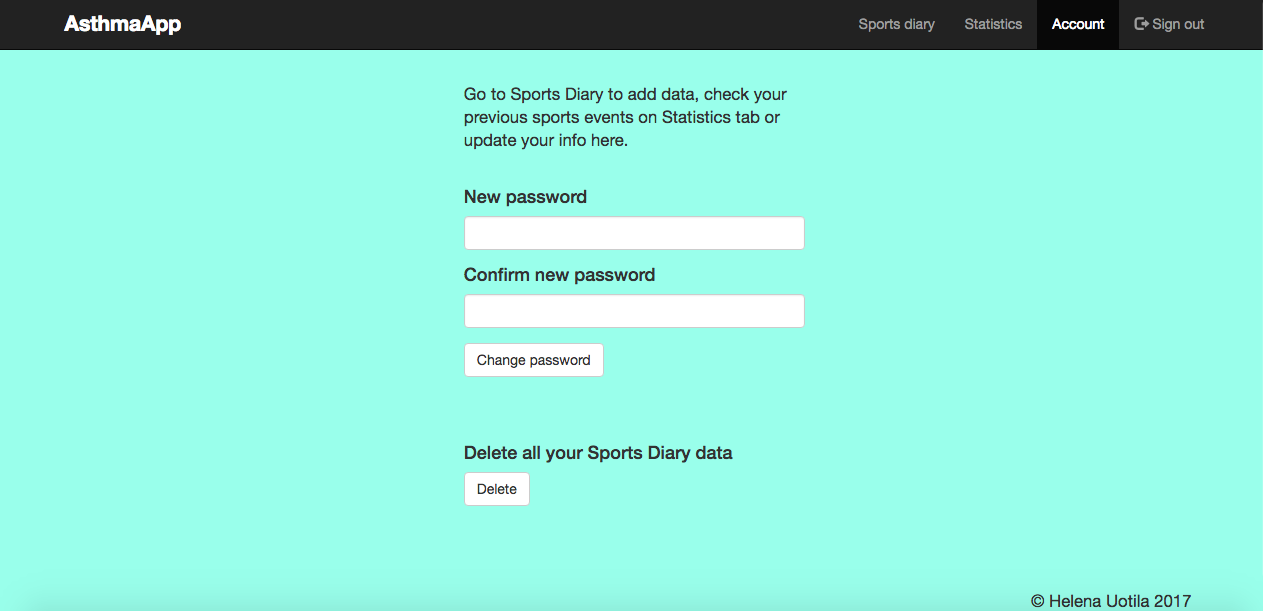 AsthmaApp
Sports diary
Statistics
Account
Sign out
Go to Sports Diary to add data, check your
previous sports events on Statistics tab or
update your info here.
New password
Confirm new password
Change password
Delete all your Sports Diary data
Delete
© Helena Uotila 2017